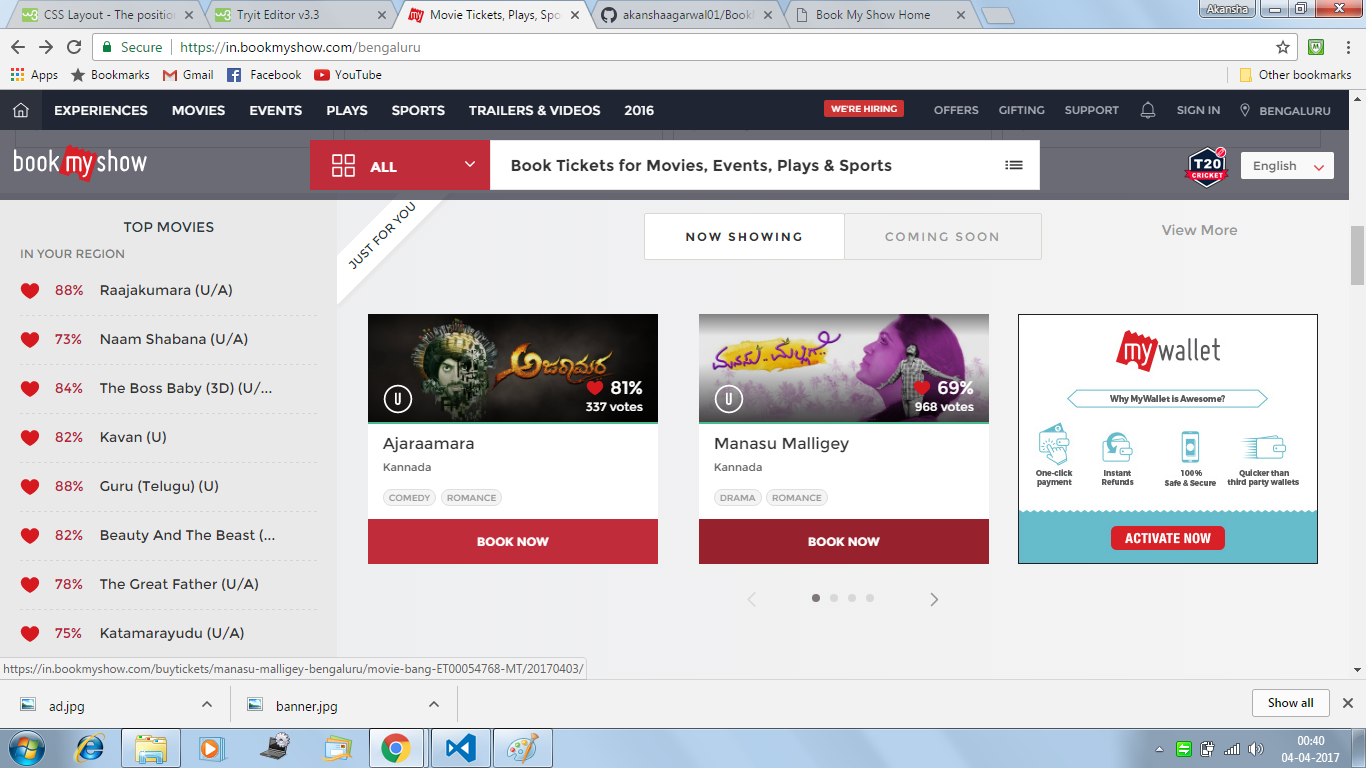 CSS Layout - The positio
Tryit Editor v3.3
Movie Tickets, Plays, Spo
akanshaagarwal01/BookM
Book My Show Home
Akansha
Secure
https://in.bookmyshow.com/bengaluru
Apps
Bookmarks
Gmail
Facebook
YouTube
Other bookmarks
EXPERIENCES
MOVIES
EVENTS
PLAYS
SPORTS
TRAILERS & VIDEOS
2016
WE'RE HIRING
OFFERS
GIFTING
SUPPORT
SIGN IN
BENGALURU
book my show
ALL
Book Tickets for Movies, Events, Plays & Sports
T20
CRICKET
English
TOP MOVIES
IN YOUR REGION
88% Raajakumara (U/A)
73% Naam Shabana (U/A)
84% The Boss Baby (3D) (U/...
82% Kavan (U)
88% Guru (Telugu) (U)
82% Beauty And The Beast (...
78% The Great Father (U/A)
75% Katamarayudu (U/A)
JUST FOR YOU
NOW SHOWING
COMING SOON
View More
ಅಜರಾಮರ
U
81%
337 votes
Ajaraamara
Kannada
COMEDY
ROMANCE
BOOK NOW
ಮನಸು.. ಮಲ್ಲಿಗೆ..
U
69%
968 votes
Manasu Malligey
Kannada
DRAMA
ROMANCE
BOOK NOW
my wallet
Why MyWallet is Awesome?
One-click
payment
Instant
Refunds
100%
Safe & Secure
Quicker than
third party wallets
ACTIVATE NOW
https://in.bookmyshow.com/buytickets/manasu-malligey-bengaluru/movie-bang-ET00054768-MT/20170403/
ad.jpg
banner.jpg
Show all
00:40
04-04-2017